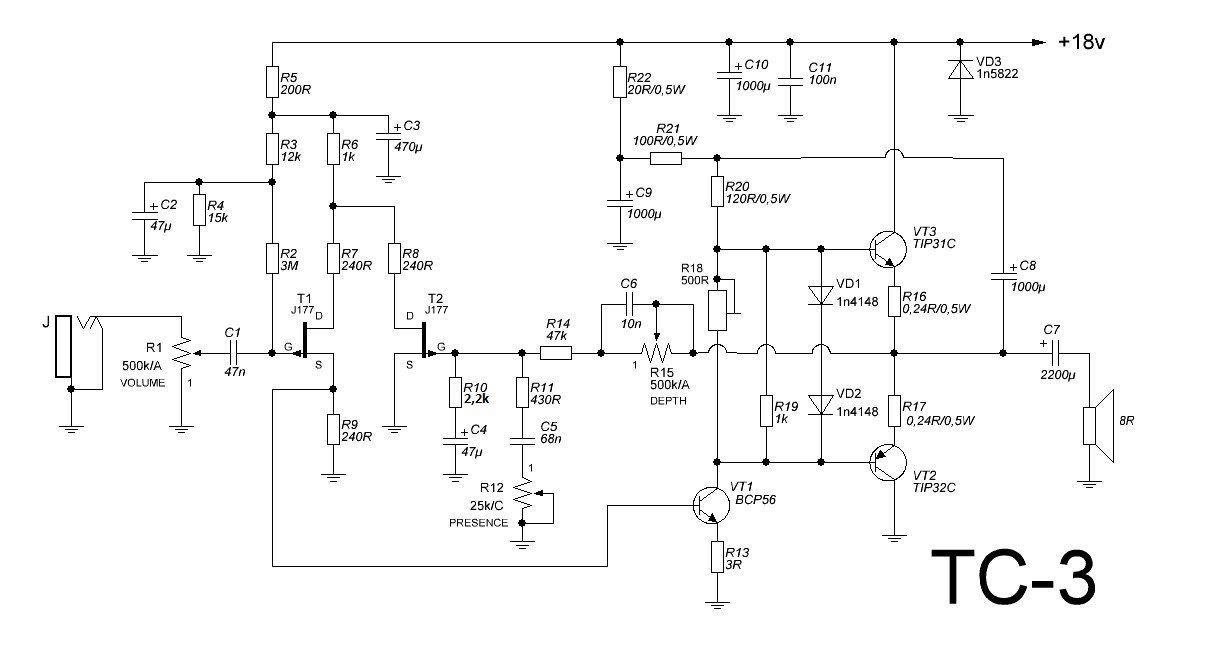 +18v
R5
200R
R22
20R/0,5W
C10
1000µ
C11
100n
VD3
1n5822
R3
12k
R6
1k
C3
470µ
R21
100R/0,5W
C2
47µ
R4
15k
C9
1000µ
R20
120R/0,5W
R2
3M
R7
240R
R8
240R
VT3
TIP31C
R18
500R
C8
1000µ
T1
J177
T2
J177
C6
10n
VD1
1n4148
R16
0,24R/0,5W
J
D
D
R1
500k/A
VOLUME
1
C1
47n
G
S
G
S
R14
47k
1
R15
500k/A
DEPTH
C7
2200µ
R10
2,2k
R11
430R
R9
240R
C4
47µ
C5
68n
R19
1k
VD2
1n4148
R17
0,24R/0,5W
8R
1
R12
25k/C
PRESENCE
VT1
BCP56
VT2
TIP32C
R13
3R
TC-3